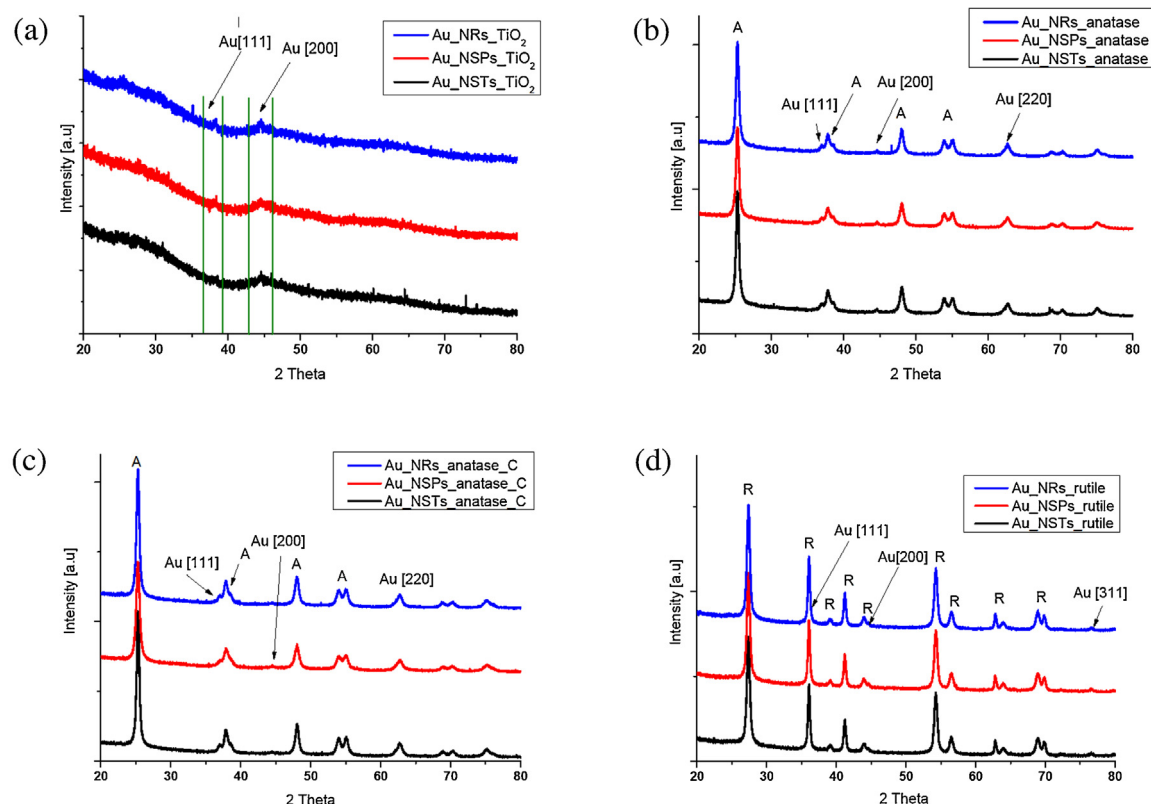 (a)
Au[111]
Au [200]
Au_NRs_TiO₂
Au_NSPs_TiO₂
Au_NSTs_TiO₂
Intensity [a.u]
20 30 40 50 60 70 80
2 Theta
(b)
A
Au_NRs_anatase
Au_NSPs_anatase
Au_NSTs_anatase
Au [111]
A
Au [200]
A
A
Au [220]
Intensity [a.u]
20 30 40 50 60 70 80
2 Theta
(c)
A
Au_NRs_anatase_C
Au_NSPs_anatase_C
Au_NSTs_anatase_C
Au [111]
A
Au [200]
A
A
Au [220]
Intensity [a.u]
20 30 40 50 60 70 80
2 Theta
(d)
R
Au_NRs_rutile
Au_NSPs_rutile
Au_NSTs_rutile
R
Au [111]
R
R
Au[200]
R
R
R
R
R
Au [311]
Intensity [a.u]
20 30 40 50 60 70 80
2 Theta